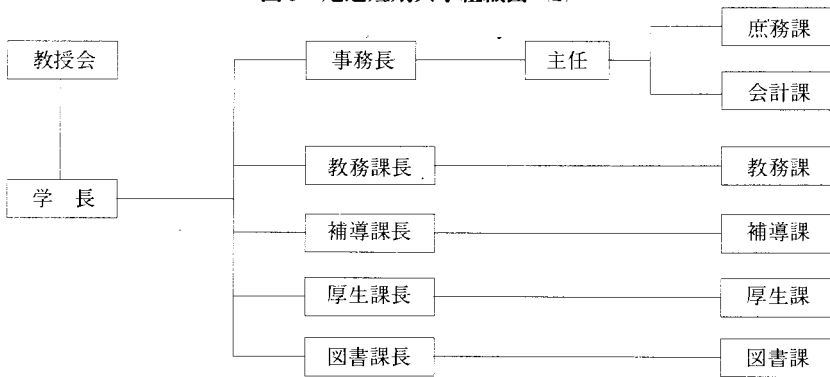 庶務課
教授会 事務長 主任
会計課
教務課長 教務課
学 長
補導課長 補導課
厚生課長 厚生課
図書課長 図書課